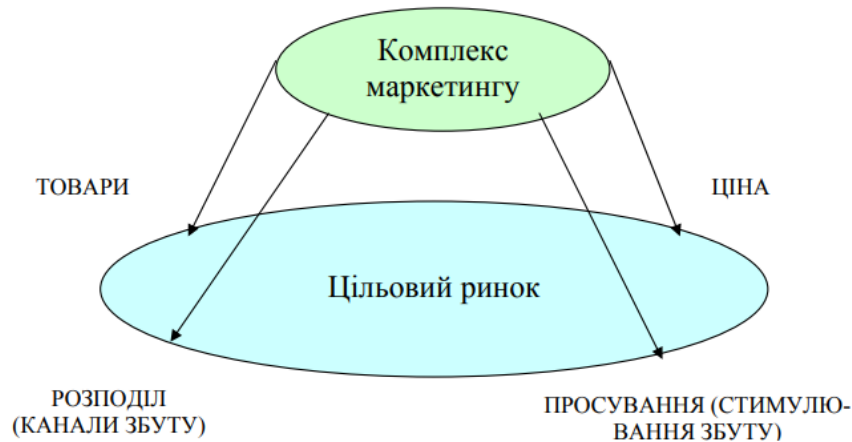 Комплекс
маркетингу
ТОВАРИ
ЦІНА
Цільовий ринок
РОЗПОДІЛ
(КАНАЛИ ЗБУТУ)
ПРОСУВАННЯ (СТИМУЛЮ-
ВАННЯ ЗБУТУ)